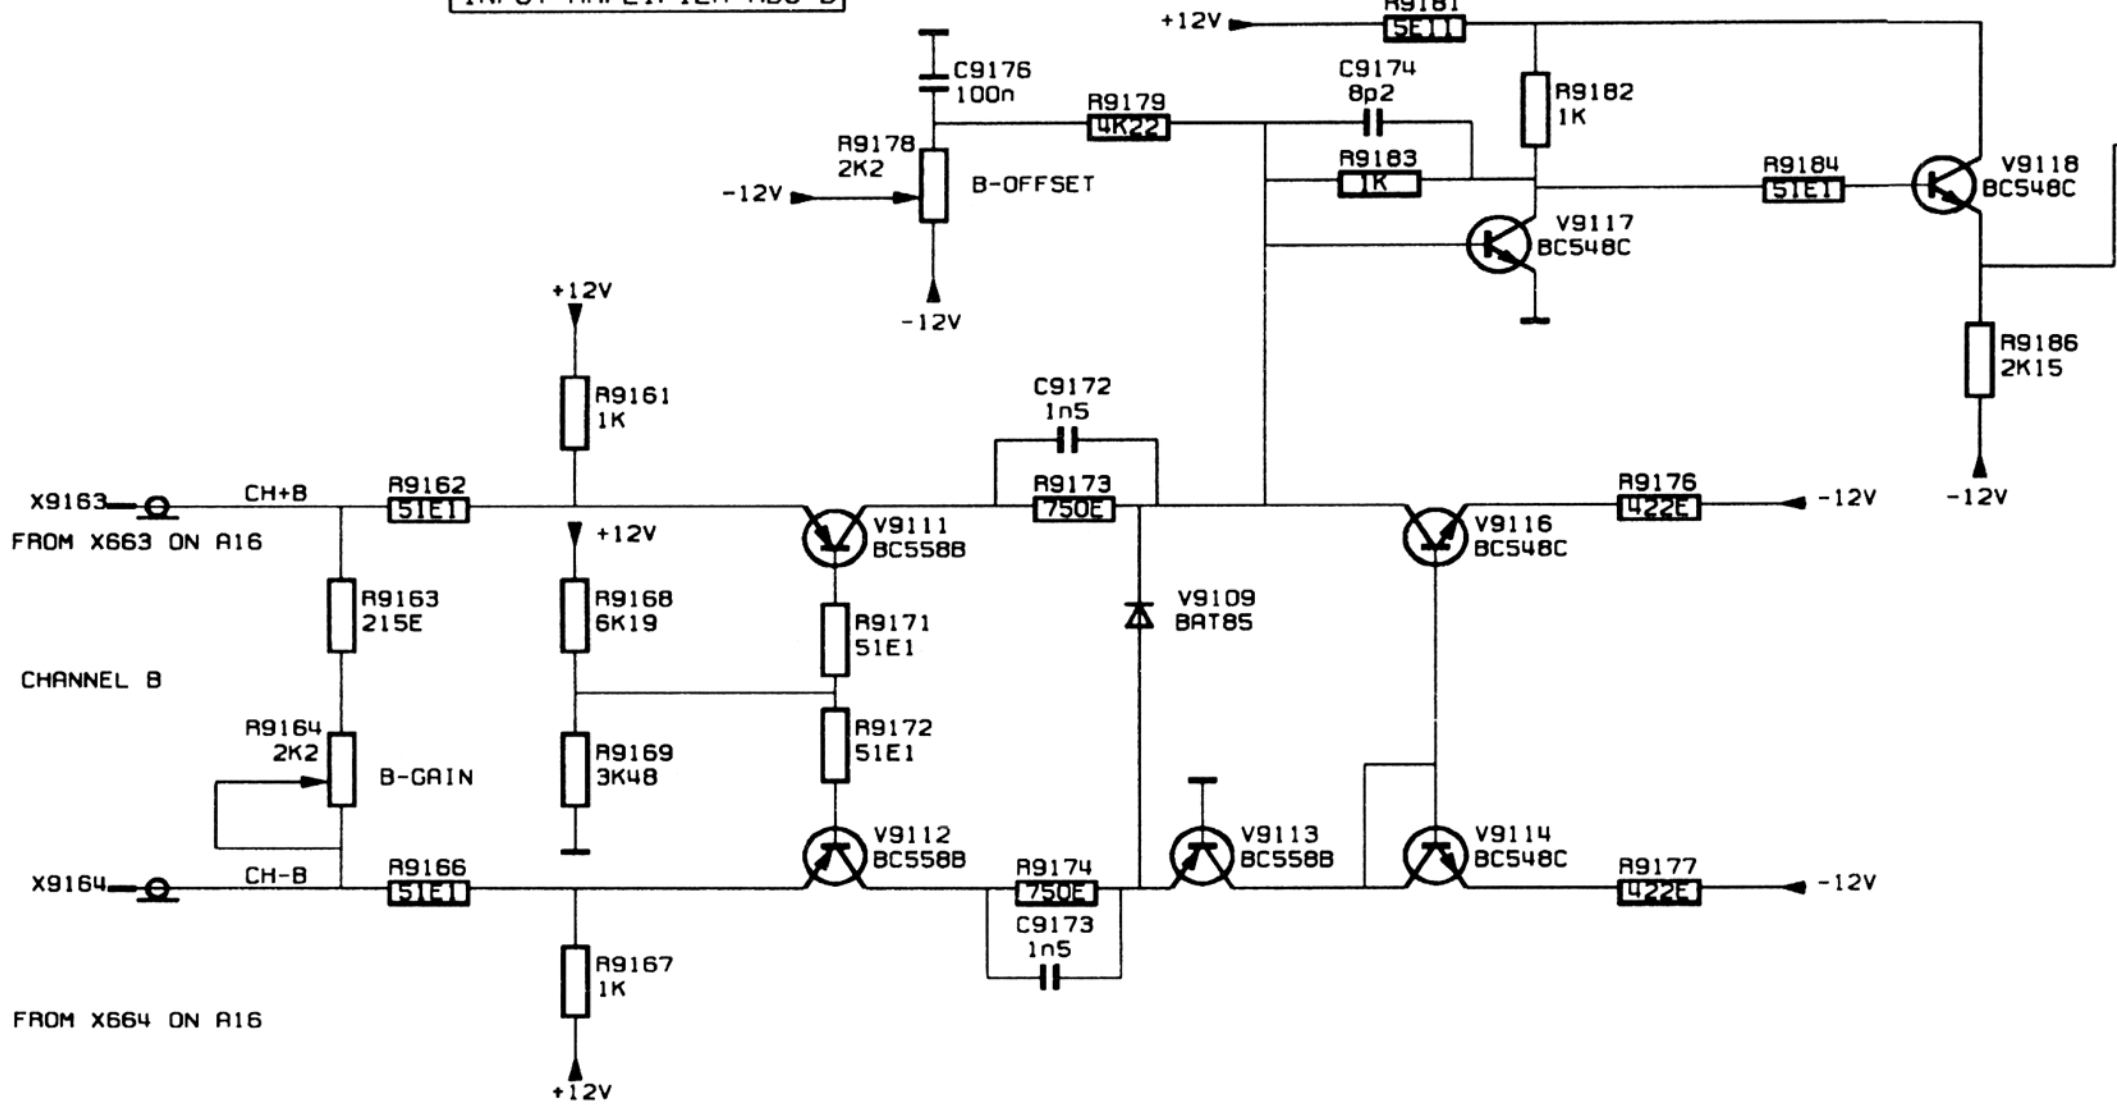 +12V
R9181
5E11
C9176
100n
R9179
4K22
C9174
8p2
R9182
1K
R9178
2K2
R9183
1K
R9184
51E1
V9118
BC548C
-12V
B-OFFSET
V9117
BC548C
-12V
+12V
R9186
2K15
R9161
1K
C9172
1n5
X9163
CH+B
R9162
51E1
R9173
750E
R9176
422E
-12V
-12V
FROM X663 ON A16
+12V
V9111
BC558B
V9116
BC548C
R9163
215E
R9168
6K19
R9171
51E1
V9109
BAT85
CHANNEL B
R9164
2K2
B-GAIN
R9169
3K48
R9172
51E1
V9112
BC558B
V9113
BC558B
V9114
BC548C
X9164
CH-B
R9166
51E1
R9174
750E
R9177
422E
-12V
C9173
1n5
R9167
1K
FROM X664 ON A16
+12V